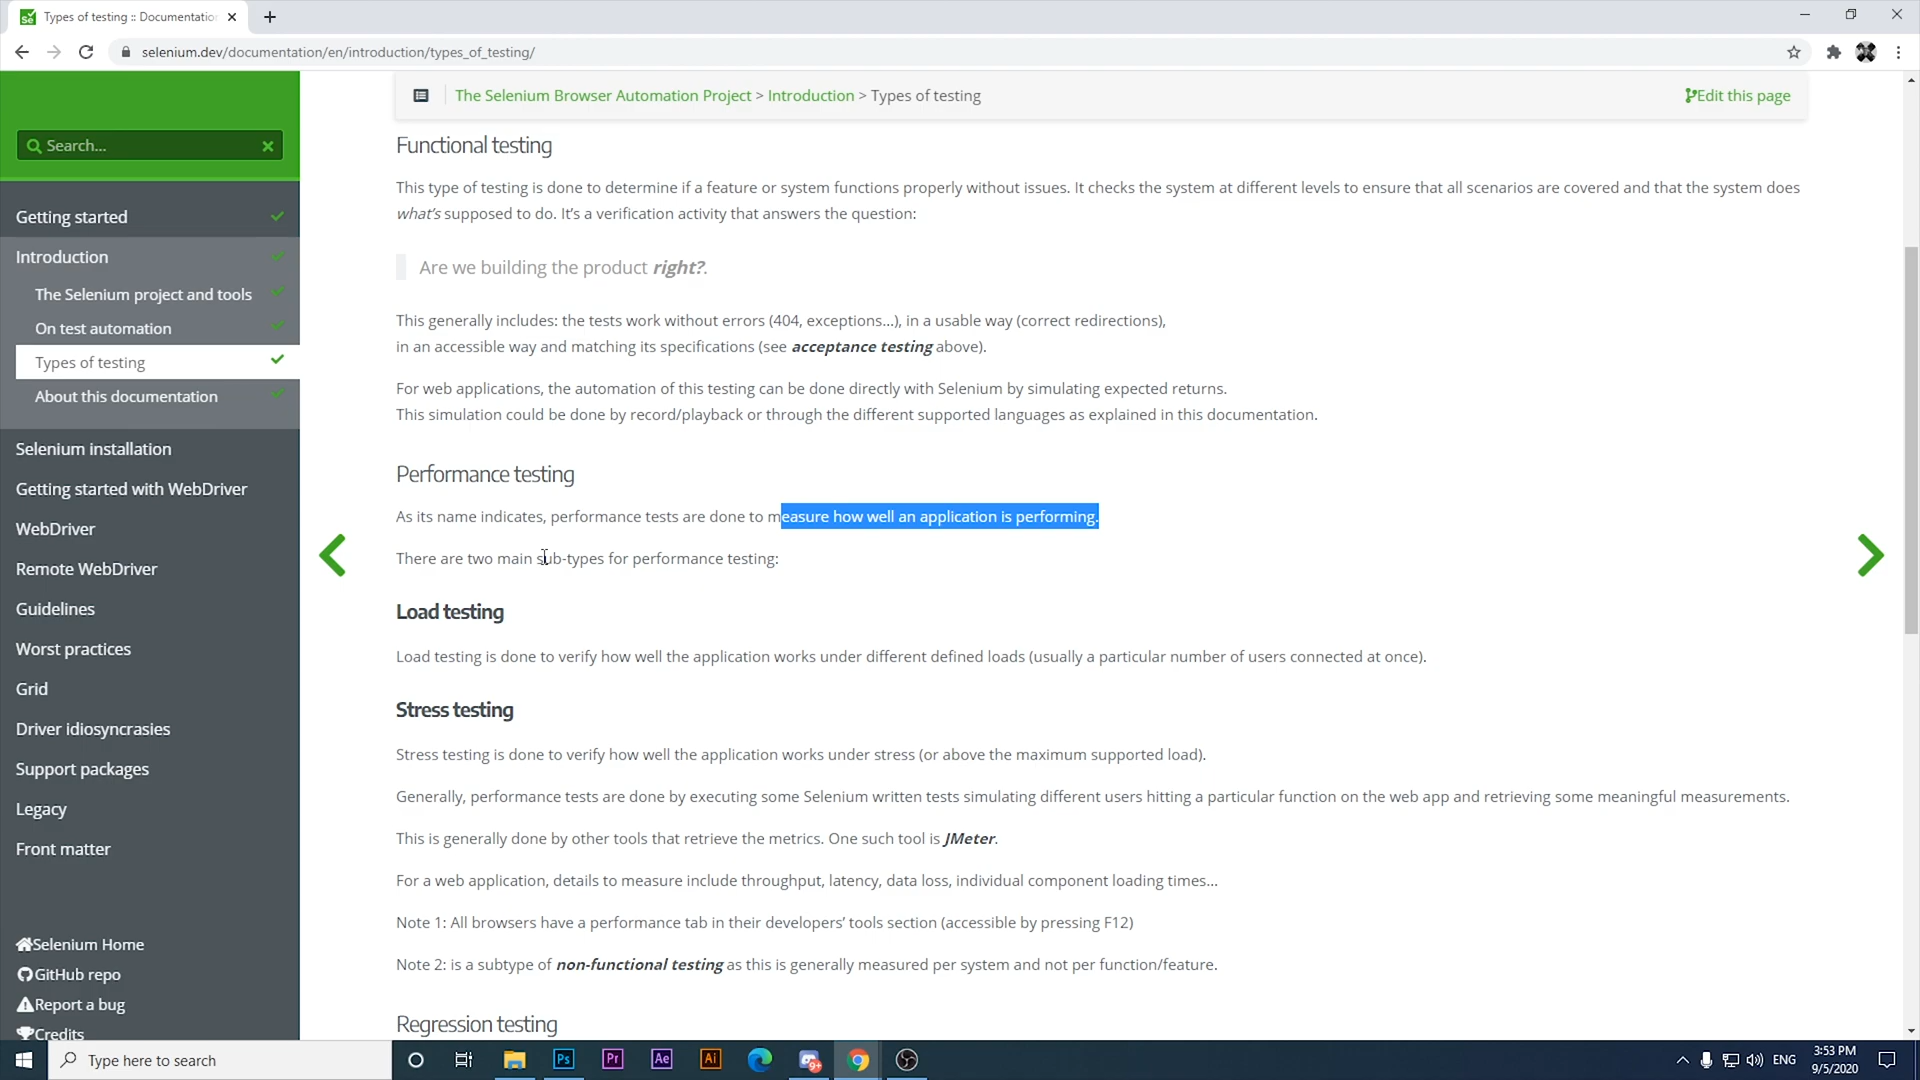 Types of testing :: Documentation
selenium.dev/documentation/en/introduction/types_of_testing/
Search...
Getting started
Introduction
The Selenium project and tools
On test automation
Types of testing
About this documentation
Selenium installation
Getting started with WebDriver
WebDriver
Remote WebDriver
Guidelines
Worst practices
Grid
Driver idiosyncrasies
Support packages
Legacy
Front matter
Selenium Home
GitHub repo
Report a bug
Credits
The Selenium Browser Automation Project > Introduction > Types of testing
Edit this page
Functional testing
This type of testing is done to determine if a feature or system functions properly without issues. It checks the system at different levels to ensure that all scenarios are covered and that the system does
what's supposed to do. It's a verification activity that answers the question:
Are we building the product right?.
This generally includes: the tests work without errors (404, exceptions...), in a usable way (correct redirections),
in an accessible way and matching its specifications (see acceptance testing above).
For web applications, the automation of this testing can be done directly with Selenium by simulating expected returns.
This simulation could be done by record/playback or through the different supported languages as explained in this documentation.
Performance testing
As its name indicates, performance tests are done to measure how well an application is performing.
There are two main sub-types for performance testing:
Load testing
Load testing is done to verify how well the application works under different defined loads (usually a particular number of users connected at once).
Stress testing
Stress testing is done to verify how well the application works under stress (or above the maximum supported load).
Generally, performance tests are done by executing some Selenium written tests simulating different users hitting a particular function on the web app and retrieving some meaningful measurements.
This is generally done by other tools that retrieve the metrics. One such tool is JMeter.
For a web application, details to measure include throughput, latency, data loss, individual component loading times...
Note 1: All browsers have a performance tab in their developers' tools section (accessible by pressing F12)
Note 2: is a subtype of non-functional testing as this is generally measured per system and not per function/feature.
Regression testing
Type here to search
Ps
Pr
Ae
Ai
ENG
3:53 PM
9/5/2020